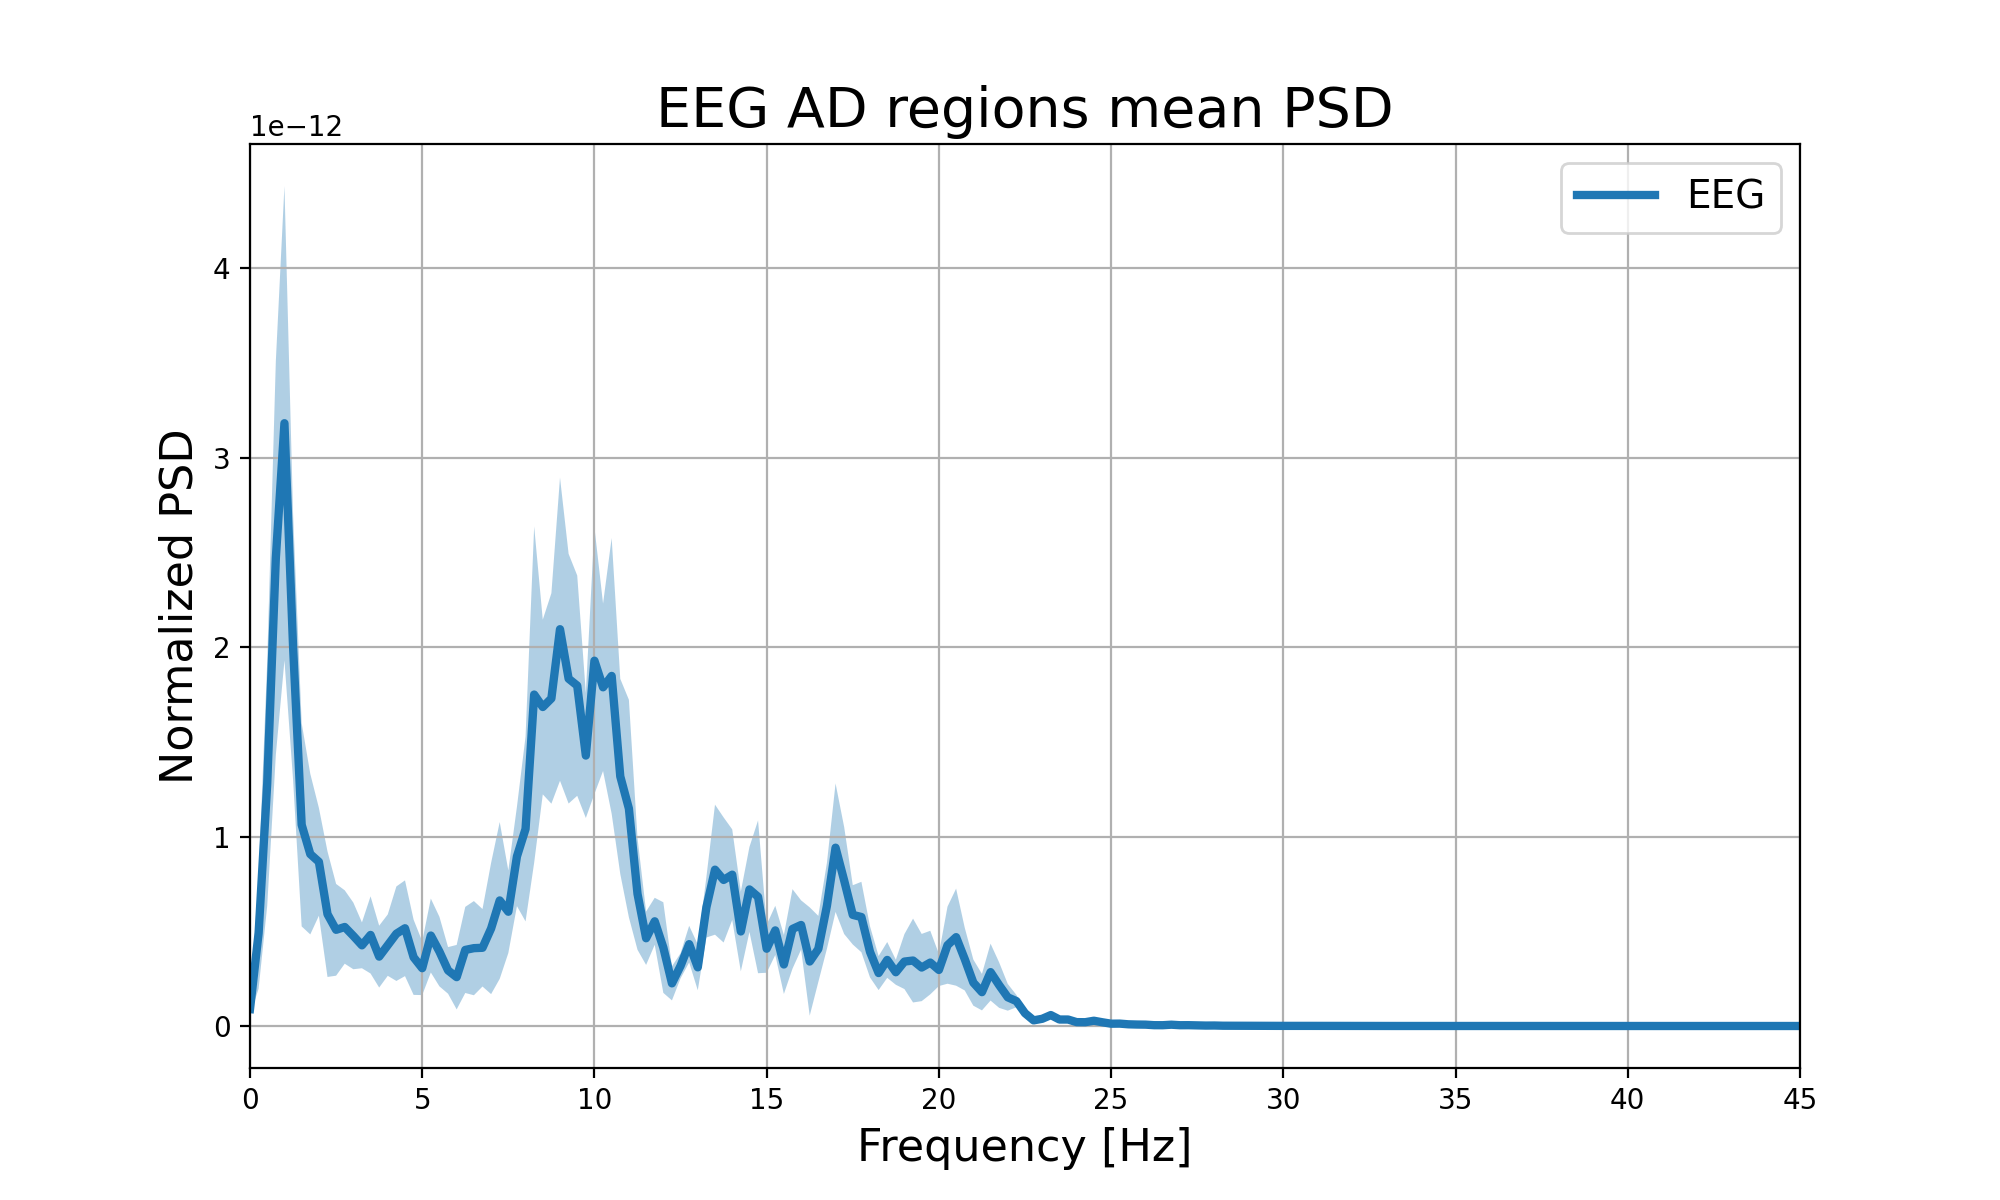 EEG AD regions mean PSD
1e−12
EEG
4
3
2
1
0
Normalized PSD
0 5 10 15 20 25 30 35 40 45
Frequency [Hz]